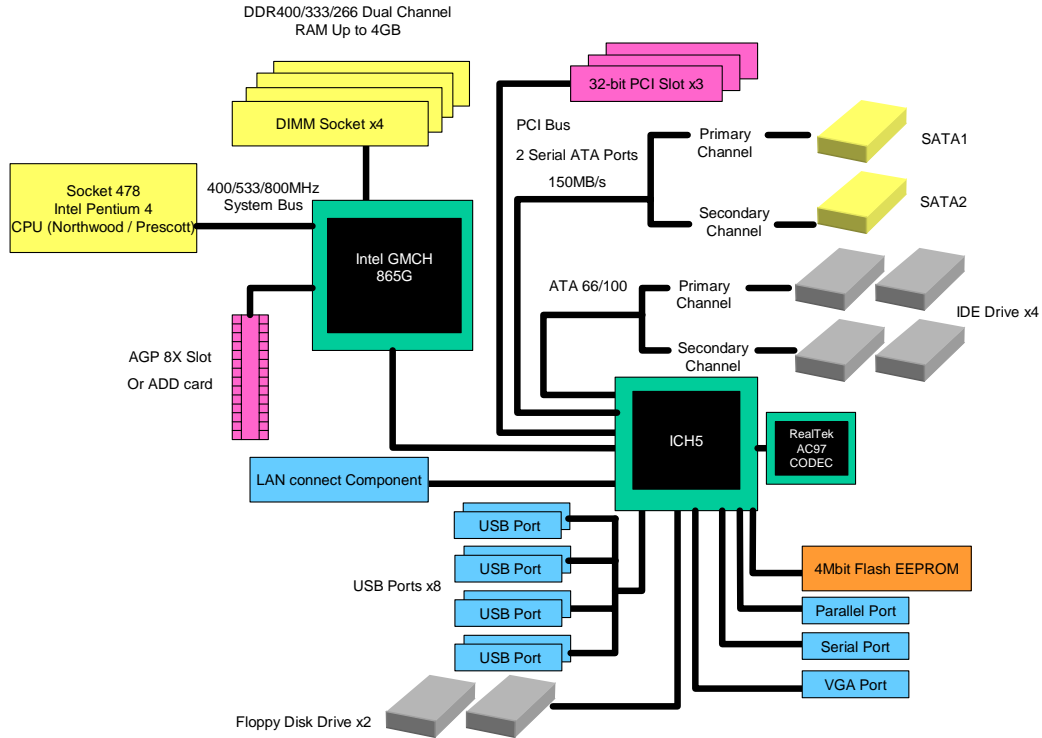 DDR400/333/266 Dual Channel
RAM Up to 4GB
DIMM Socket x4
32-bit PCI Slot x3
PCI Bus
2 Serial ATA Ports
150MB/s
Primary
Channel
SATA1
Secondary
Channel
SATA2
Socket 478
Intel Pentium 4
CPU (Northwood / Prescott)
400/533/800MHz
System Bus
Intel GMCH
865G
ATA 66/100
Primary
Channel
IDE Drive x4
Secondary
Channel
AGP 8X Slot
Or ADD card
ICH5
RealTek
AC97
CODEC
LAN connect Component
USB Port
USB Port
USB Ports x8
USB Port
USB Port
4Mbit Flash EEPROM
Parallel Port
Serial Port
VGA Port
Floppy Disk Drive x2